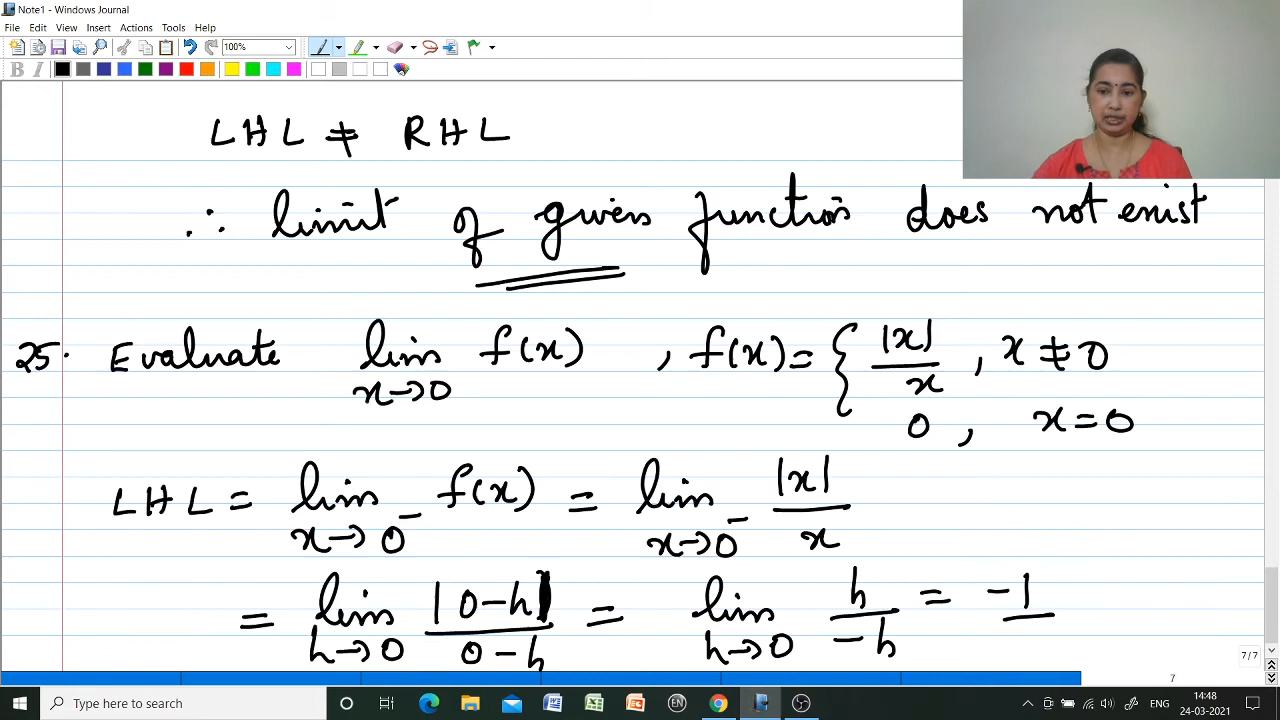 Note1 - Windows Journal
File Edit View Insert Actions Tools Help
100%
B I
LHL ≠ RHL
∴ limit of given function does not exist
25. Evaluate lim x→0 f(x) , f(x) = { |x|/x , x ≠ 0
0 , x = 0
LHL = lim x→0⁻ f(x) = lim x→0⁻ |x|/x
= lim h→0 |0-h|/0-h = lim h→0 h/-h = -1
7/7
7
Type here to search
EN
ENG
14:48
24-03-2021